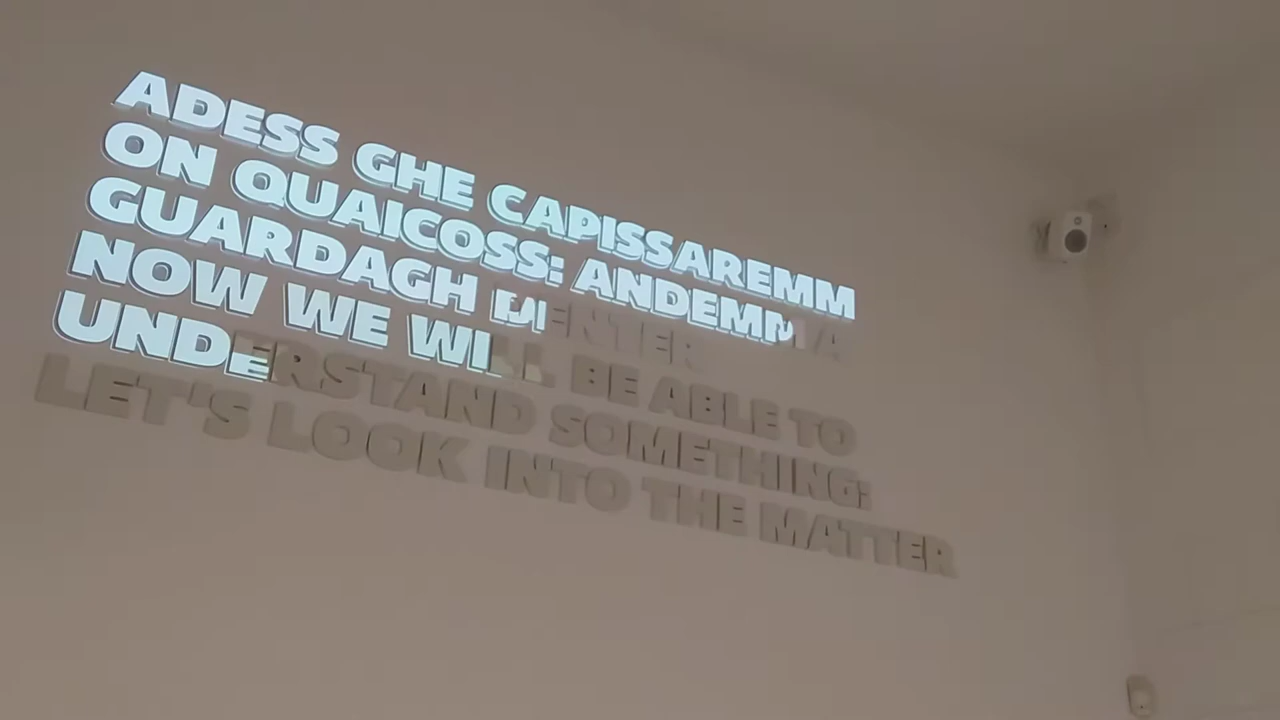 ADESS GHE CAPISSAREMM
ON QUAICOSS: ANDEMM A
GUARDAGH DENTER
NOW WE WILL BE ABLE TO
UNDERSTAND SOMETHING:
LET'S LOOK INTO THE MATTER